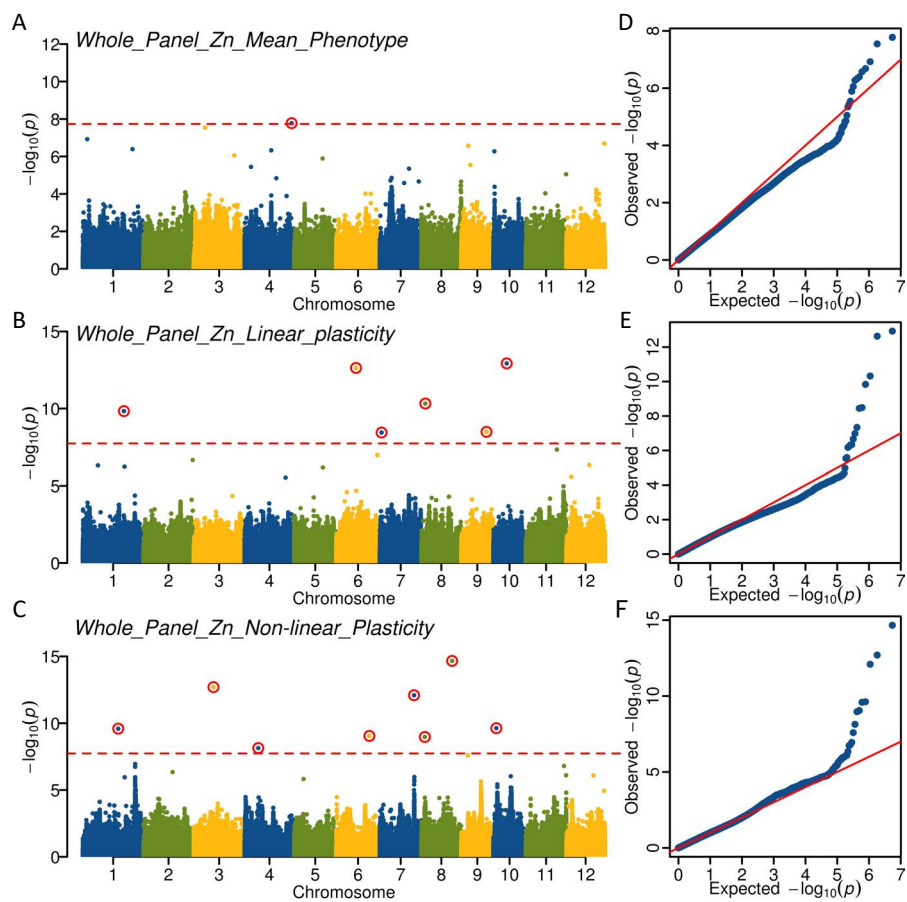 A
Whole_Panel_Zn_Mean_Phenotype
12
10
8
6
4
2
0
−log10(p)
1 2 3 4 5 6 7 8 9 10 11 12
Chromosome
D
8
6
4
2
0
Observed −log10(p)
0 1 2 3 4 5 6 7
Expected −log10(p)
B
Whole_Panel_Zn_Linear_plasticity
15
10
5
0
−log10(p)
1 2 3 4 5 6 7 8 9 10 11 12
Chromosome
E
12
10
8
6
4
2
0
Observed −log10(p)
0 1 2 3 4 5 6 7
Expected −log10(p)
C
Whole_Panel_Zn_Non-linear_Plasticity
15
10
5
0
−log10(p)
1 2 3 4 5 6 7 8 9 10 11 12
Chromosome
F
15
10
5
0
Observed −log10(p)
0 1 2 3 4 5 6 7
Expected −log10(p)